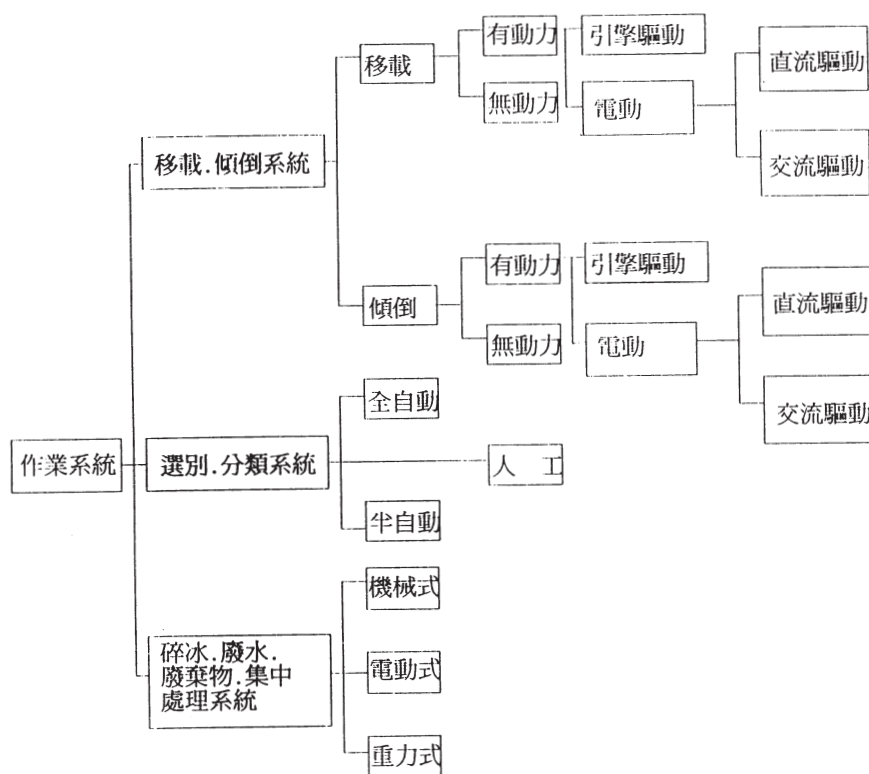 作業系統
移載.傾倒系統
移載
有動力
引擎驅動
無動力
電動
直流驅動
交流驅動
傾倒
有動力
引擎驅動
無動力
電動
直流驅動
交流驅動
選別.分類系統
全自動
人 工
半自動
碎冰.廢水.
廢棄物.集中
處理系統
機械式
電動式
重力式